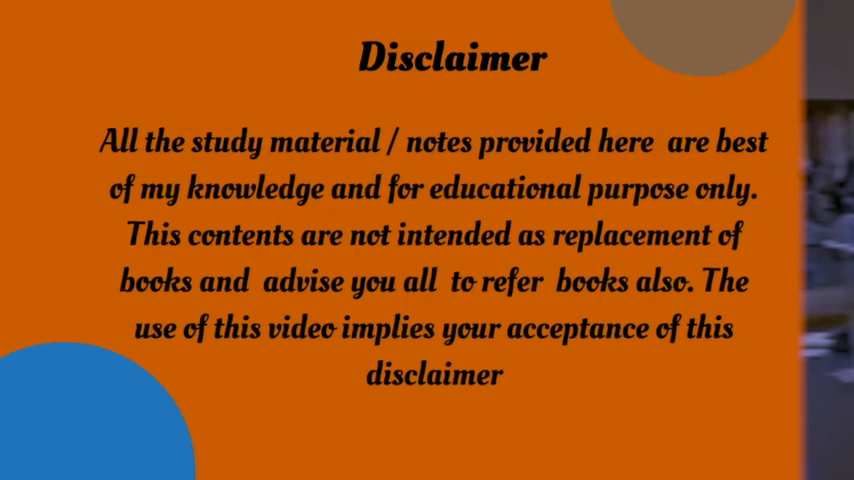 Disclaimer
All the study material / notes provided here are best
of my knowledge and for educational purpose only.
This contents are not intended as replacement of
books and advise you all to refer books also. The
use of this video implies your acceptance of this
disclaimer